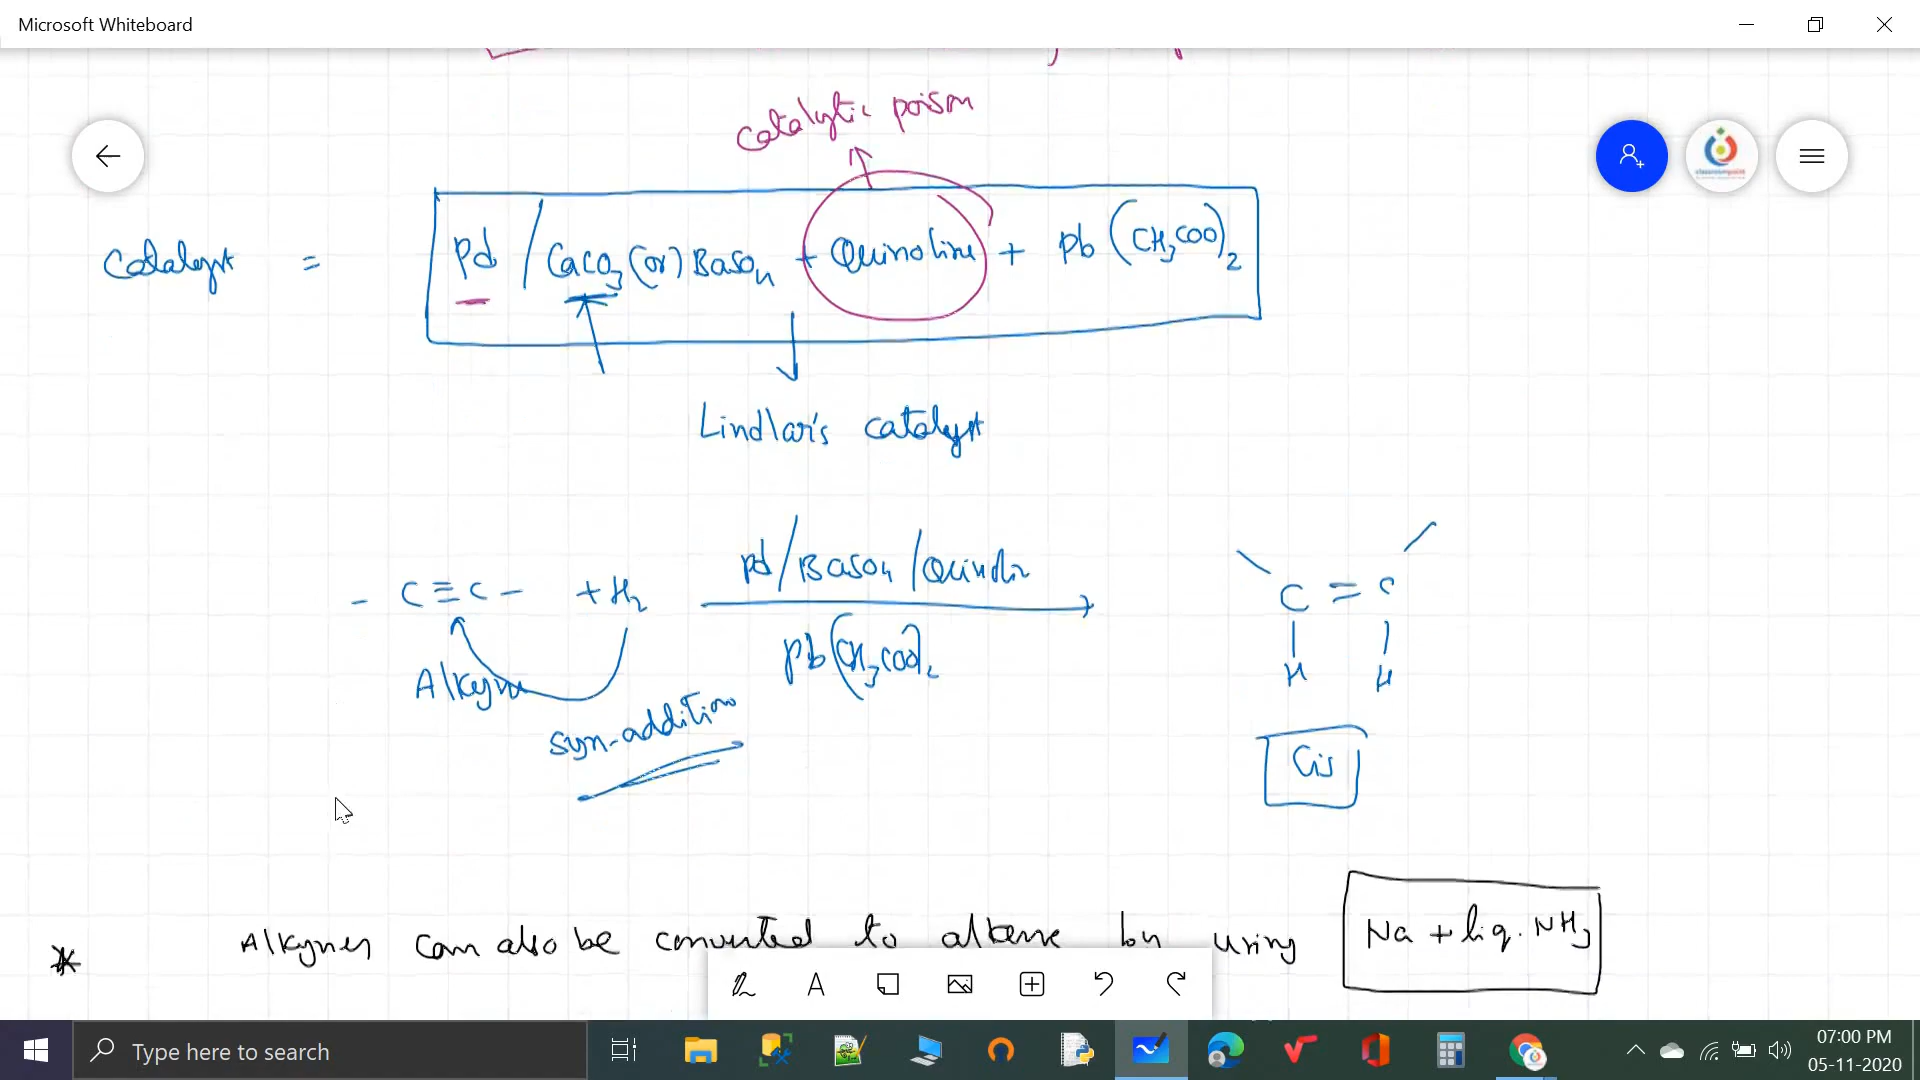 Microsoft Whiteboard
Catalytic poison
Catalyst = Pd / CaCO3 (or) BaSO4 + Quinoline + Pb (CH3COO)2
Lindlar's catalyst
Pd/BaSO4/Quinolin
- C≡C - + H2
C = C
Pb(CH3COO)2
H H
Alkyne
syn-addition
Cis
* Alkynes can also be converted to alkene by using Na + liq. NH3
Type here to search
07:00 PM
05-11-2020